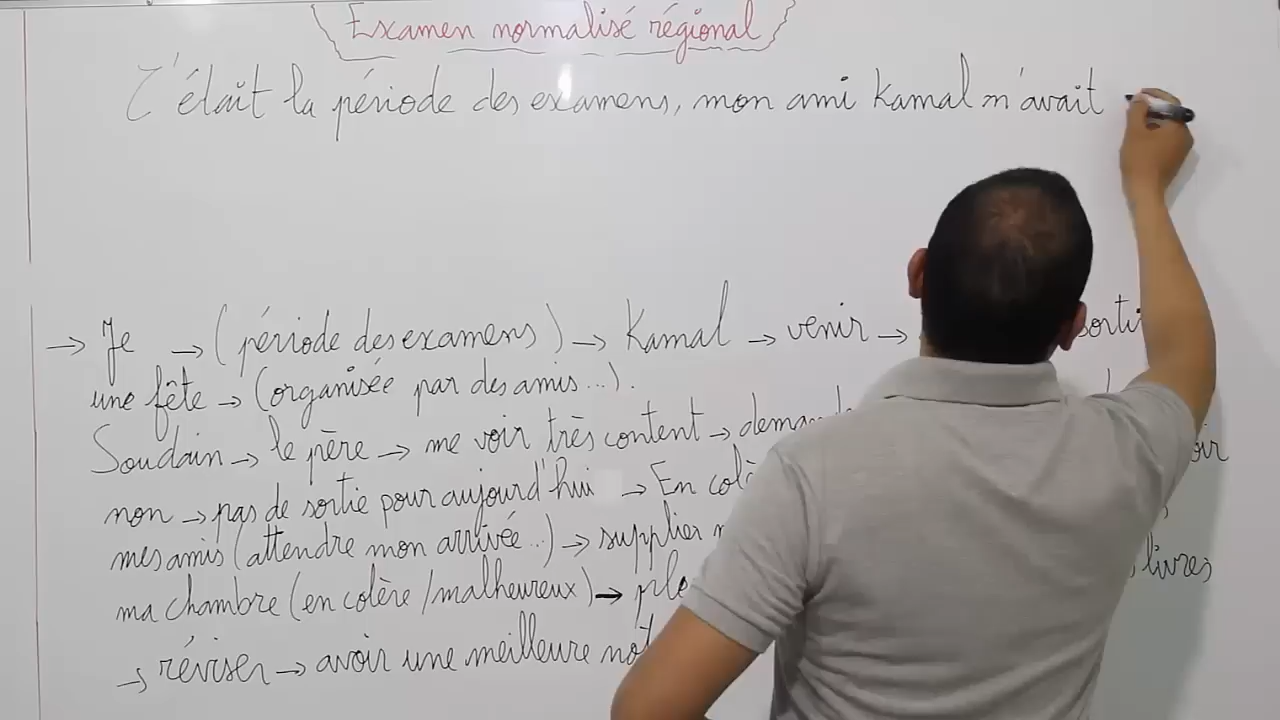 Examen normalisé régional
C'était la période des examens, mon ami Kamal m'avait
→ Je → (période des examens) → Kamal → venir → sorti
une fête → (organisée par des amis...).
Soudain → le père → me voir très content → demand
non → pas de sortie pour aujourd'hui → En colè oir
mes amis (attendre mon arrivée...) → supplier
ma chambre (en colère / malheureux) → ple livres
→ réviser → avoir une meilleure not